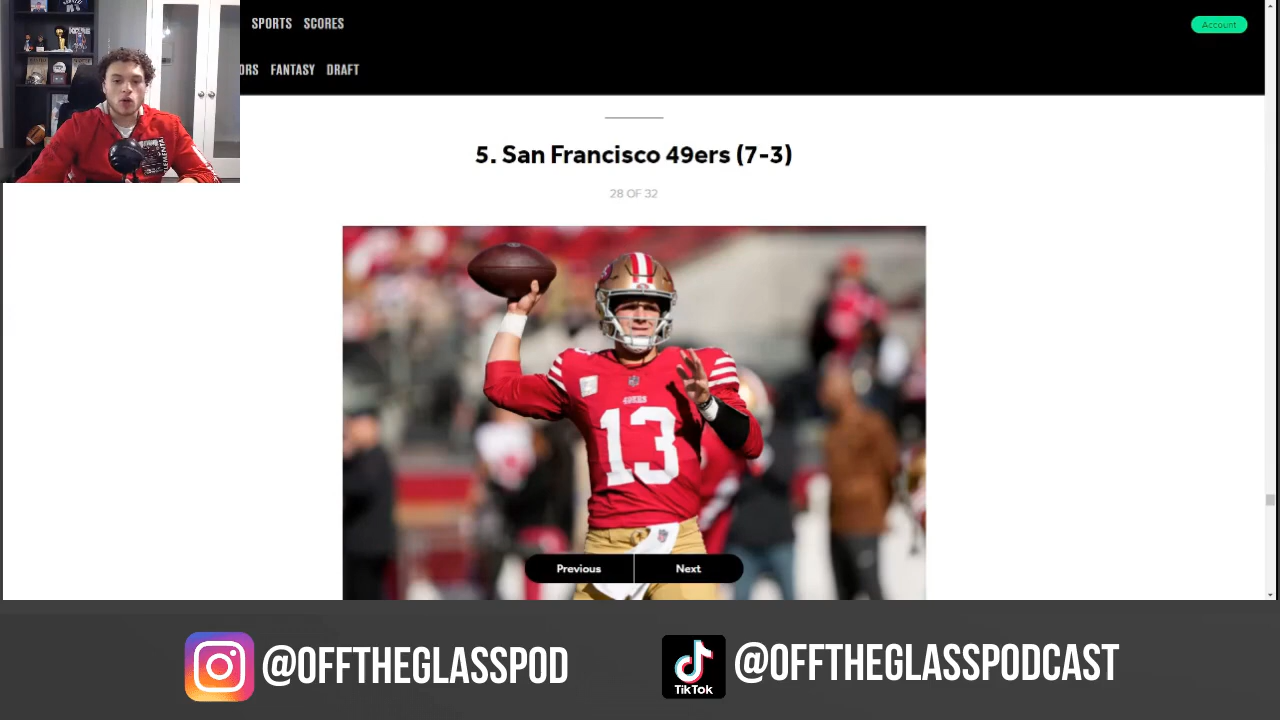 SPORTS SCORES
Account
ORS FANTASY DRAFT
5. San Francisco 49ers (7-3)
28 OF 32
49ERS
13
Previous Next
@OFFTHEGLASSPOD
TikTok
@OFFTHEGLASSPODCAST